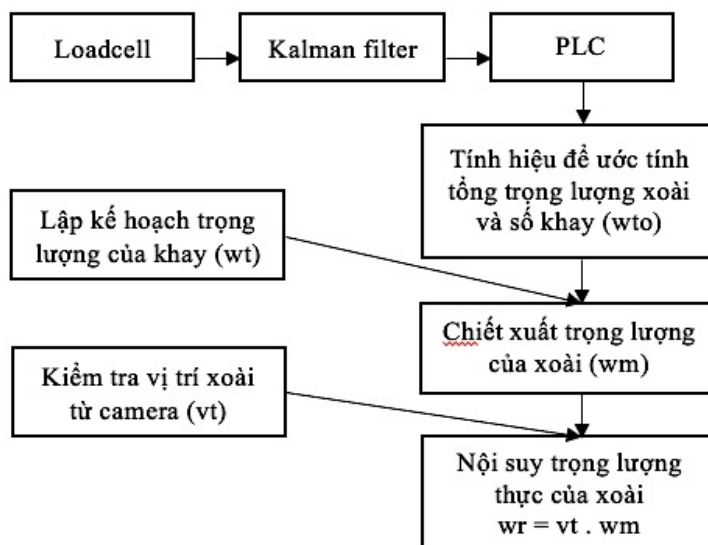 Loadcell
Kalman filter
PLC
Tính hiệu để ước tính
tổng trọng lượng xoài
và số khay (wto)
Lập kế hoạch trọng
lượng của khay (wt)
Chiết xuất trọng lượng
của xoài (wm)
Kiểm tra vị trí xoài
từ camera (vt)
Nội suy trọng lượng
thực của xoài
wr = vt . wm